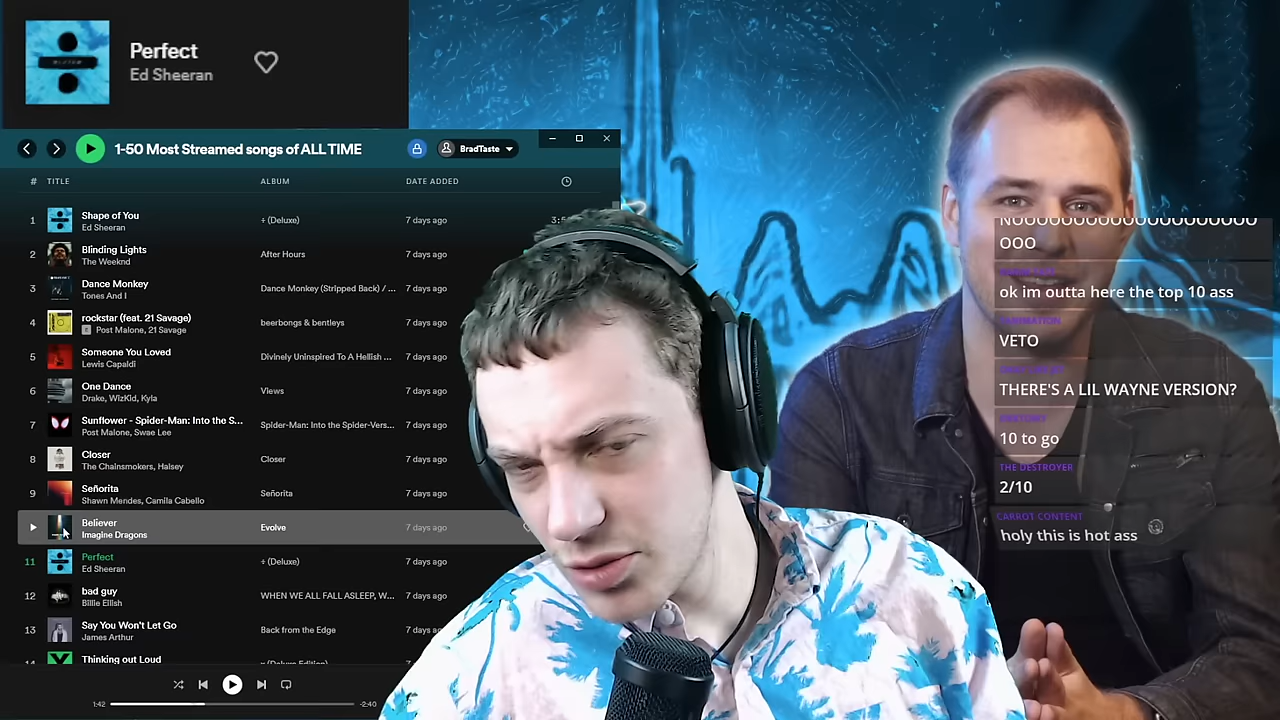 Perfect
Ed Sheeran
1-50 Most Streamed songs of ALL TIME
BradTaste
# TITLE ALBUM DATE ADDED
1 Shape of You ÷ (Deluxe) 7 days ago
Ed Sheeran
2 Blinding Lights After Hours 7 days ago
The Weeknd
3 Dance Monkey Dance Monkey (Stripped Back) / ... 7 days ago
Tones And I
4 rockstar (feat. 21 Savage) beerbongs & bentleys 7 days ago
E Post Malone, 21 Savage
5 Someone You Loved Divinely Uninspired To A Hellish ... 7 days ago
Lewis Capaldi
6 One Dance Views 7 days ago
Drake, WizKid, Kyla
7 Sunflower - Spider-Man: Into the S... Spider-Man: Into the Spider-Vers... 7 days ago
Post Malone, Swae Lee
8 Closer Closer 7 days ago
The Chainsmokers, Halsey
9 Señorita Señorita 7 days ago
Shawn Mendes, Camila Cabello
Believer Evolve 7 days ago
Imagine Dragons
11 Perfect ÷ (Deluxe) 7 days ago
Ed Sheeran
12 bad guy WHEN WE ALL FALL ASLEEP, W... 7 days ago
Billie Eilish
13 Say You Won't Let Go Back from the Edge 7 days ago
James Arthur
14 Thinking out Loud x (Deluxe Edition)
1:42 -2:40
OOO
ok im outta here the top 10 ass
VETO
THERE'S A LIL WAYNE VERSION?
10 to go
THE DESTROYER
2/10
CARROT CONTENT
holy this is hot ass